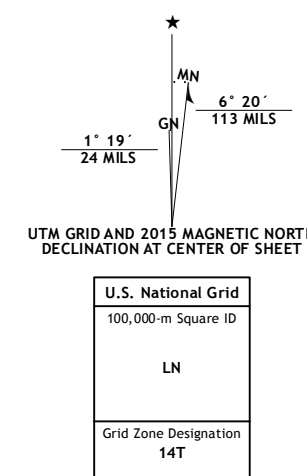 MN
6° 20´
113 MILS
GN
1° 19´
24 MILS
UTM GRID AND 2015 MAGNETIC NORTH
DECLINATION AT CENTER OF SHEET
U.S. National Grid
100,000-m Square ID
LN
Grid Zone Designation
14T